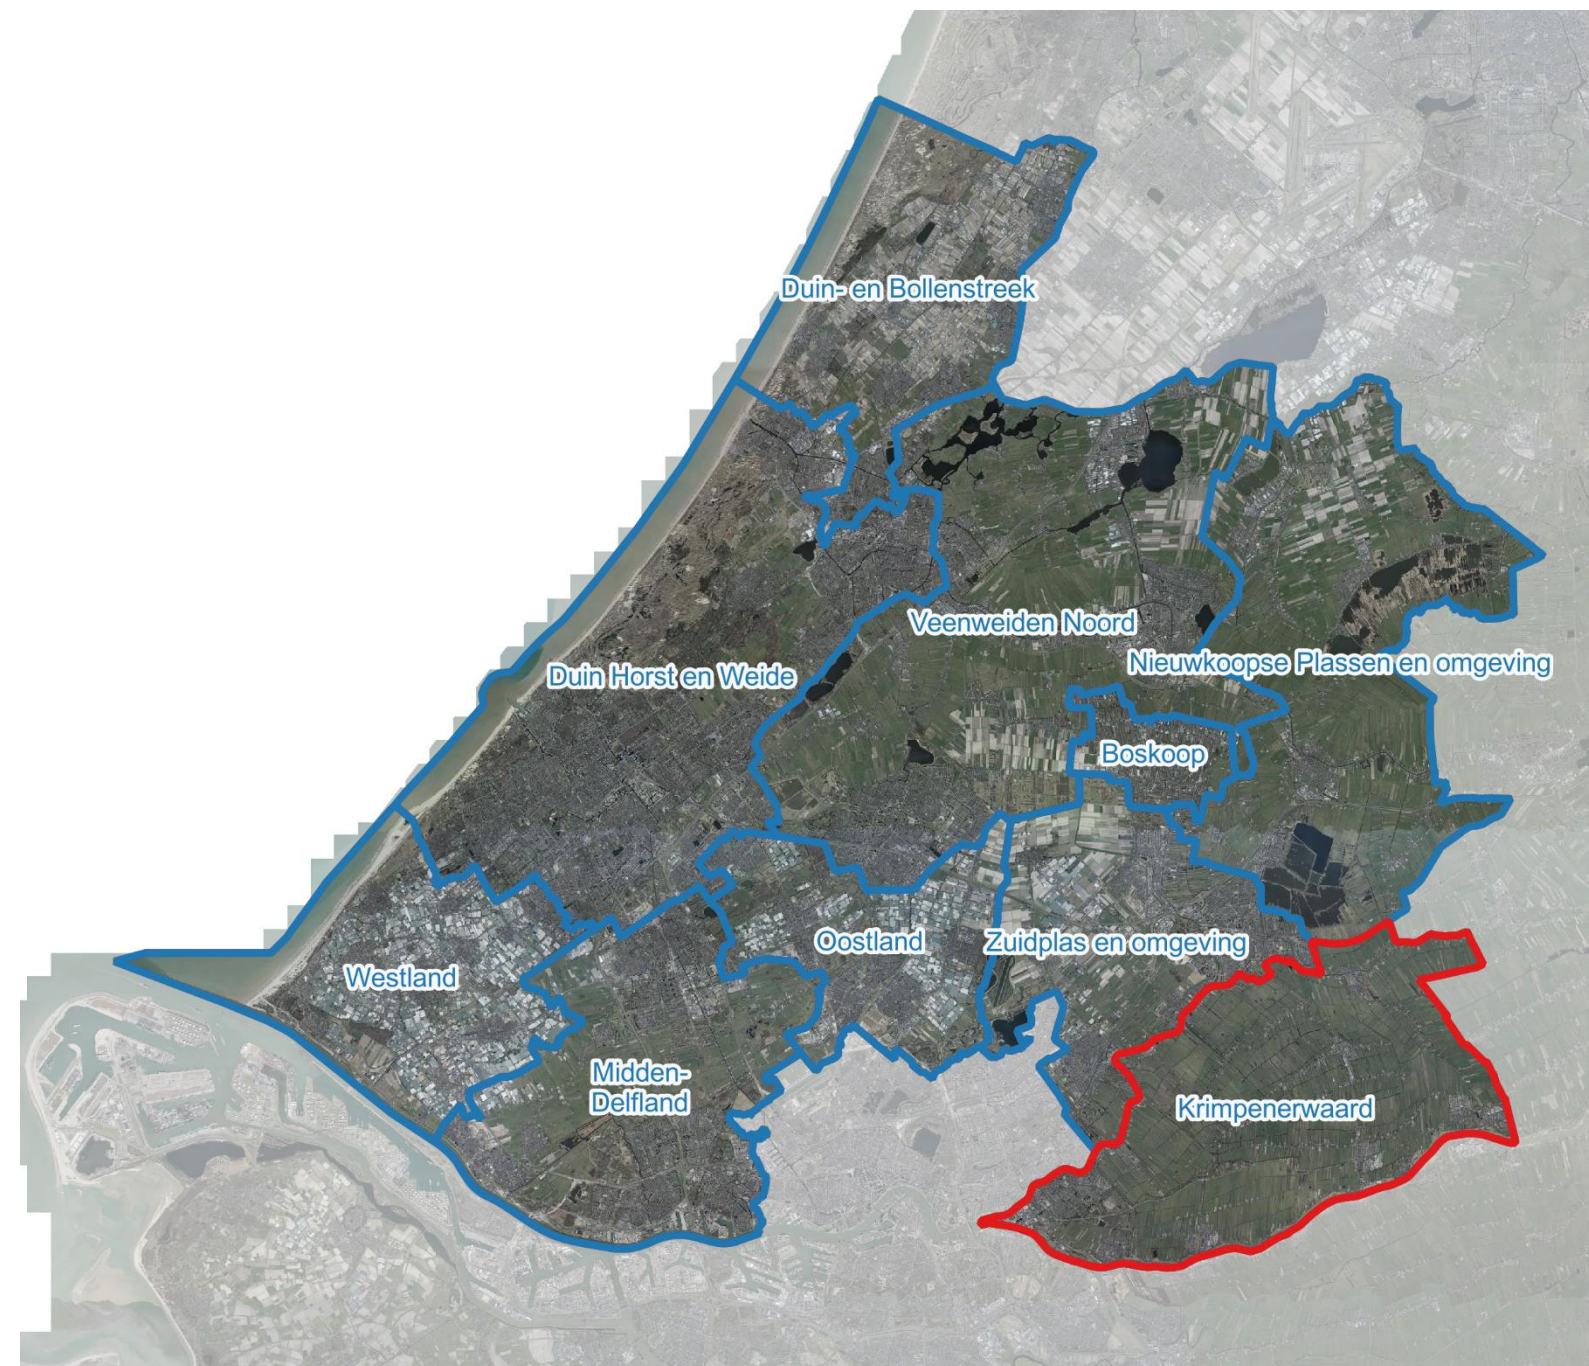 Duin- en Bollenstreek
Veenweiden Noord
Nieuwkoopse Plassen en omgeving
Duin Horst en Weide
Boskoop
Oostland
Zuidplas en omgeving
Westland
Midden-
Delfland
Krimpenerwaard